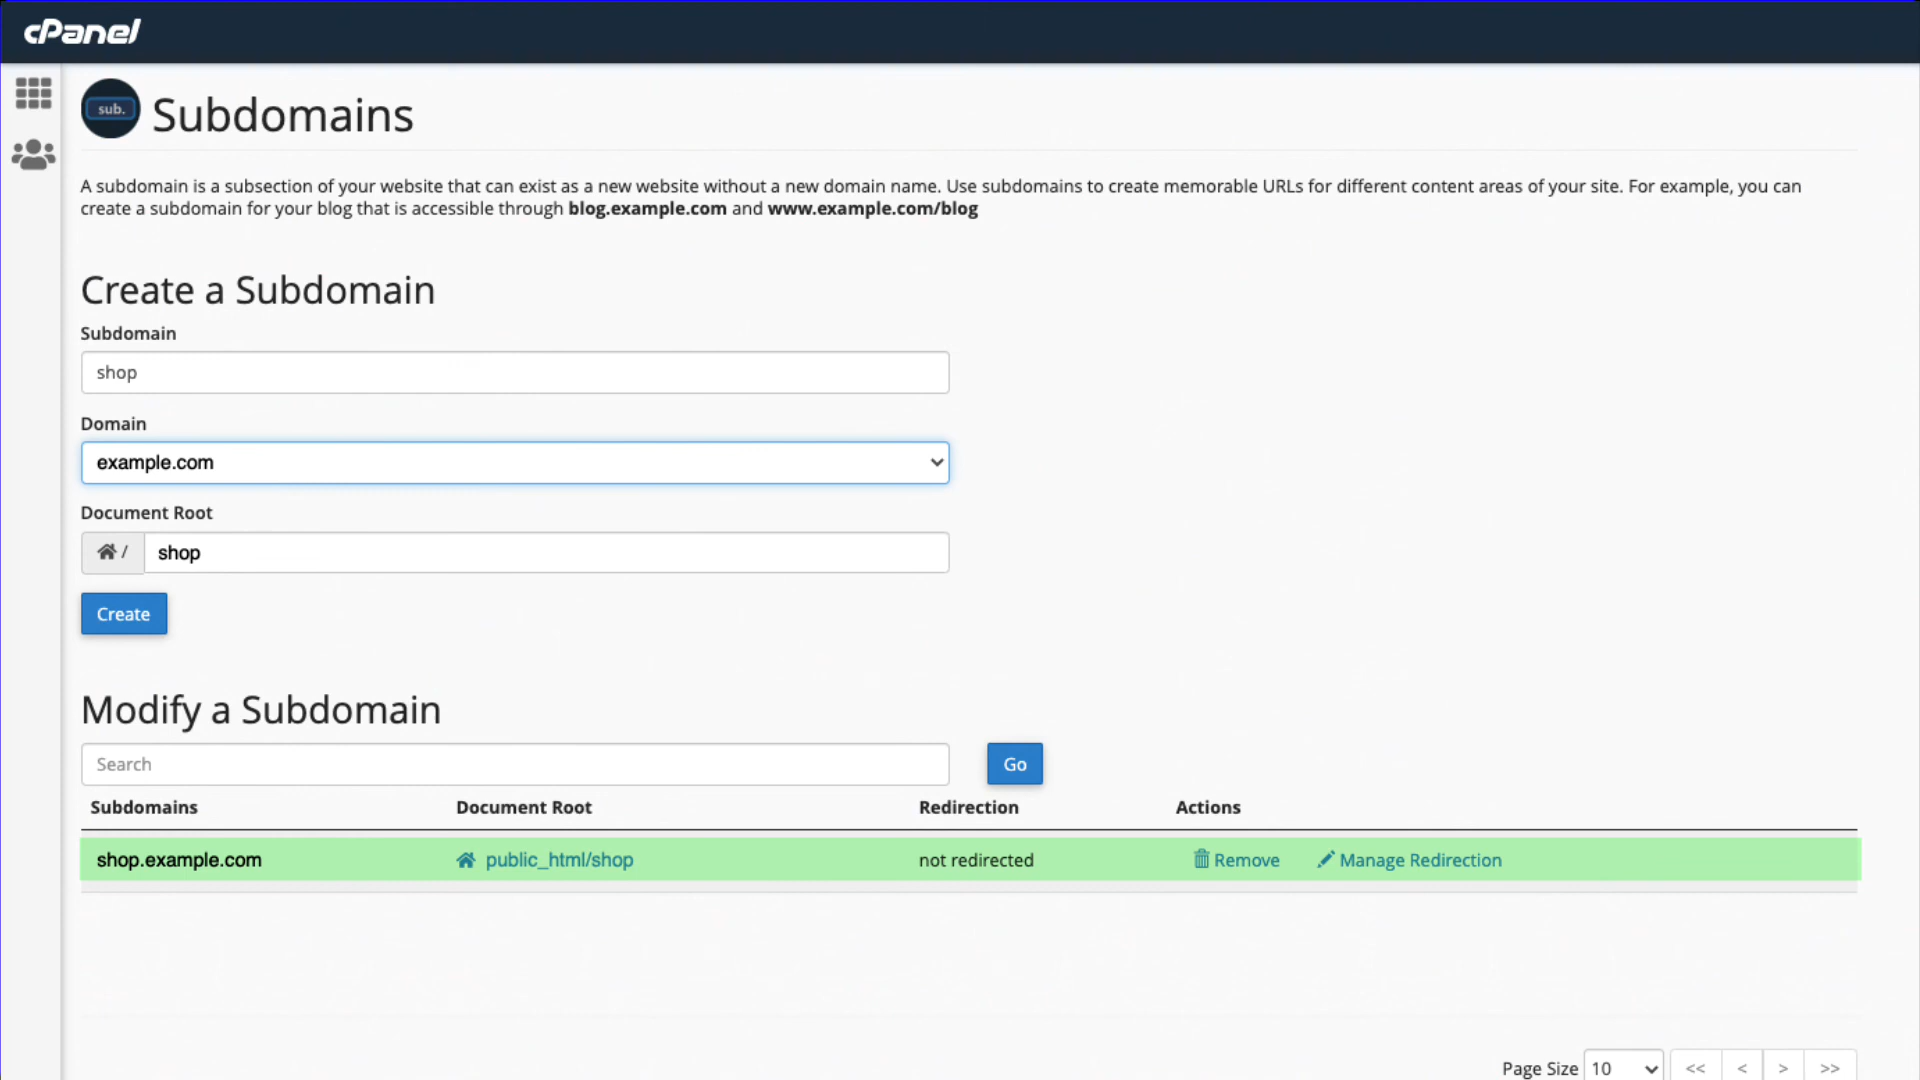 cPanel
sub. Subdomains
A subdomain is a subsection of your website that can exist as a new website without a new domain name. Use subdomains to create memorable URLs for different content areas of your site. For example, you can
create a subdomain for your blog that is accessible through blog.example.com and www.example.com/blog
Create a Subdomain
Subdomain
shop
Domain
example.com
Document Root
/ shop
Create
Modify a Subdomain
Search Go
Subdomains Document Root Redirection Actions
shop.example.com public_html/shop not redirected Remove Manage Redirection
Page Size 10 << < > >>